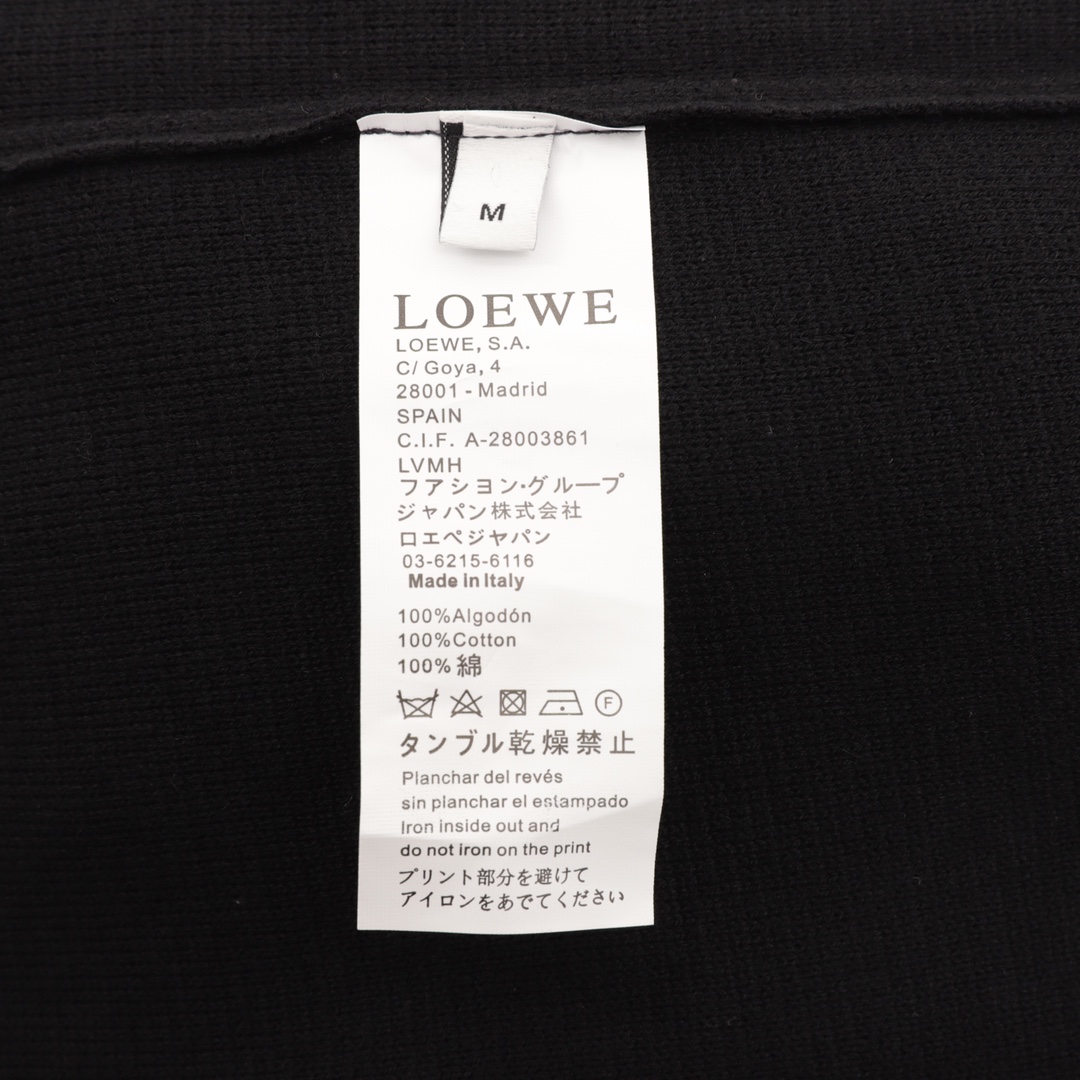 M
LOEWE
LOEWE, S.A.
C/ Goya, 4
28001 - Madrid
SPAIN
C.I.F. A-28003861
LVMH
フアシヨン・グループ
ジャパン株式会社
ロエペジヤパン
03-6215-6116
Made in Italy
100%Algodón
100%Cotton
100% 綿
F
タンブル乾燥禁止
Planchar del revés
sin planchar el estampado
Iron inside out and
do not iron on the print
プリント部分を避けて
アイロンをあでてください